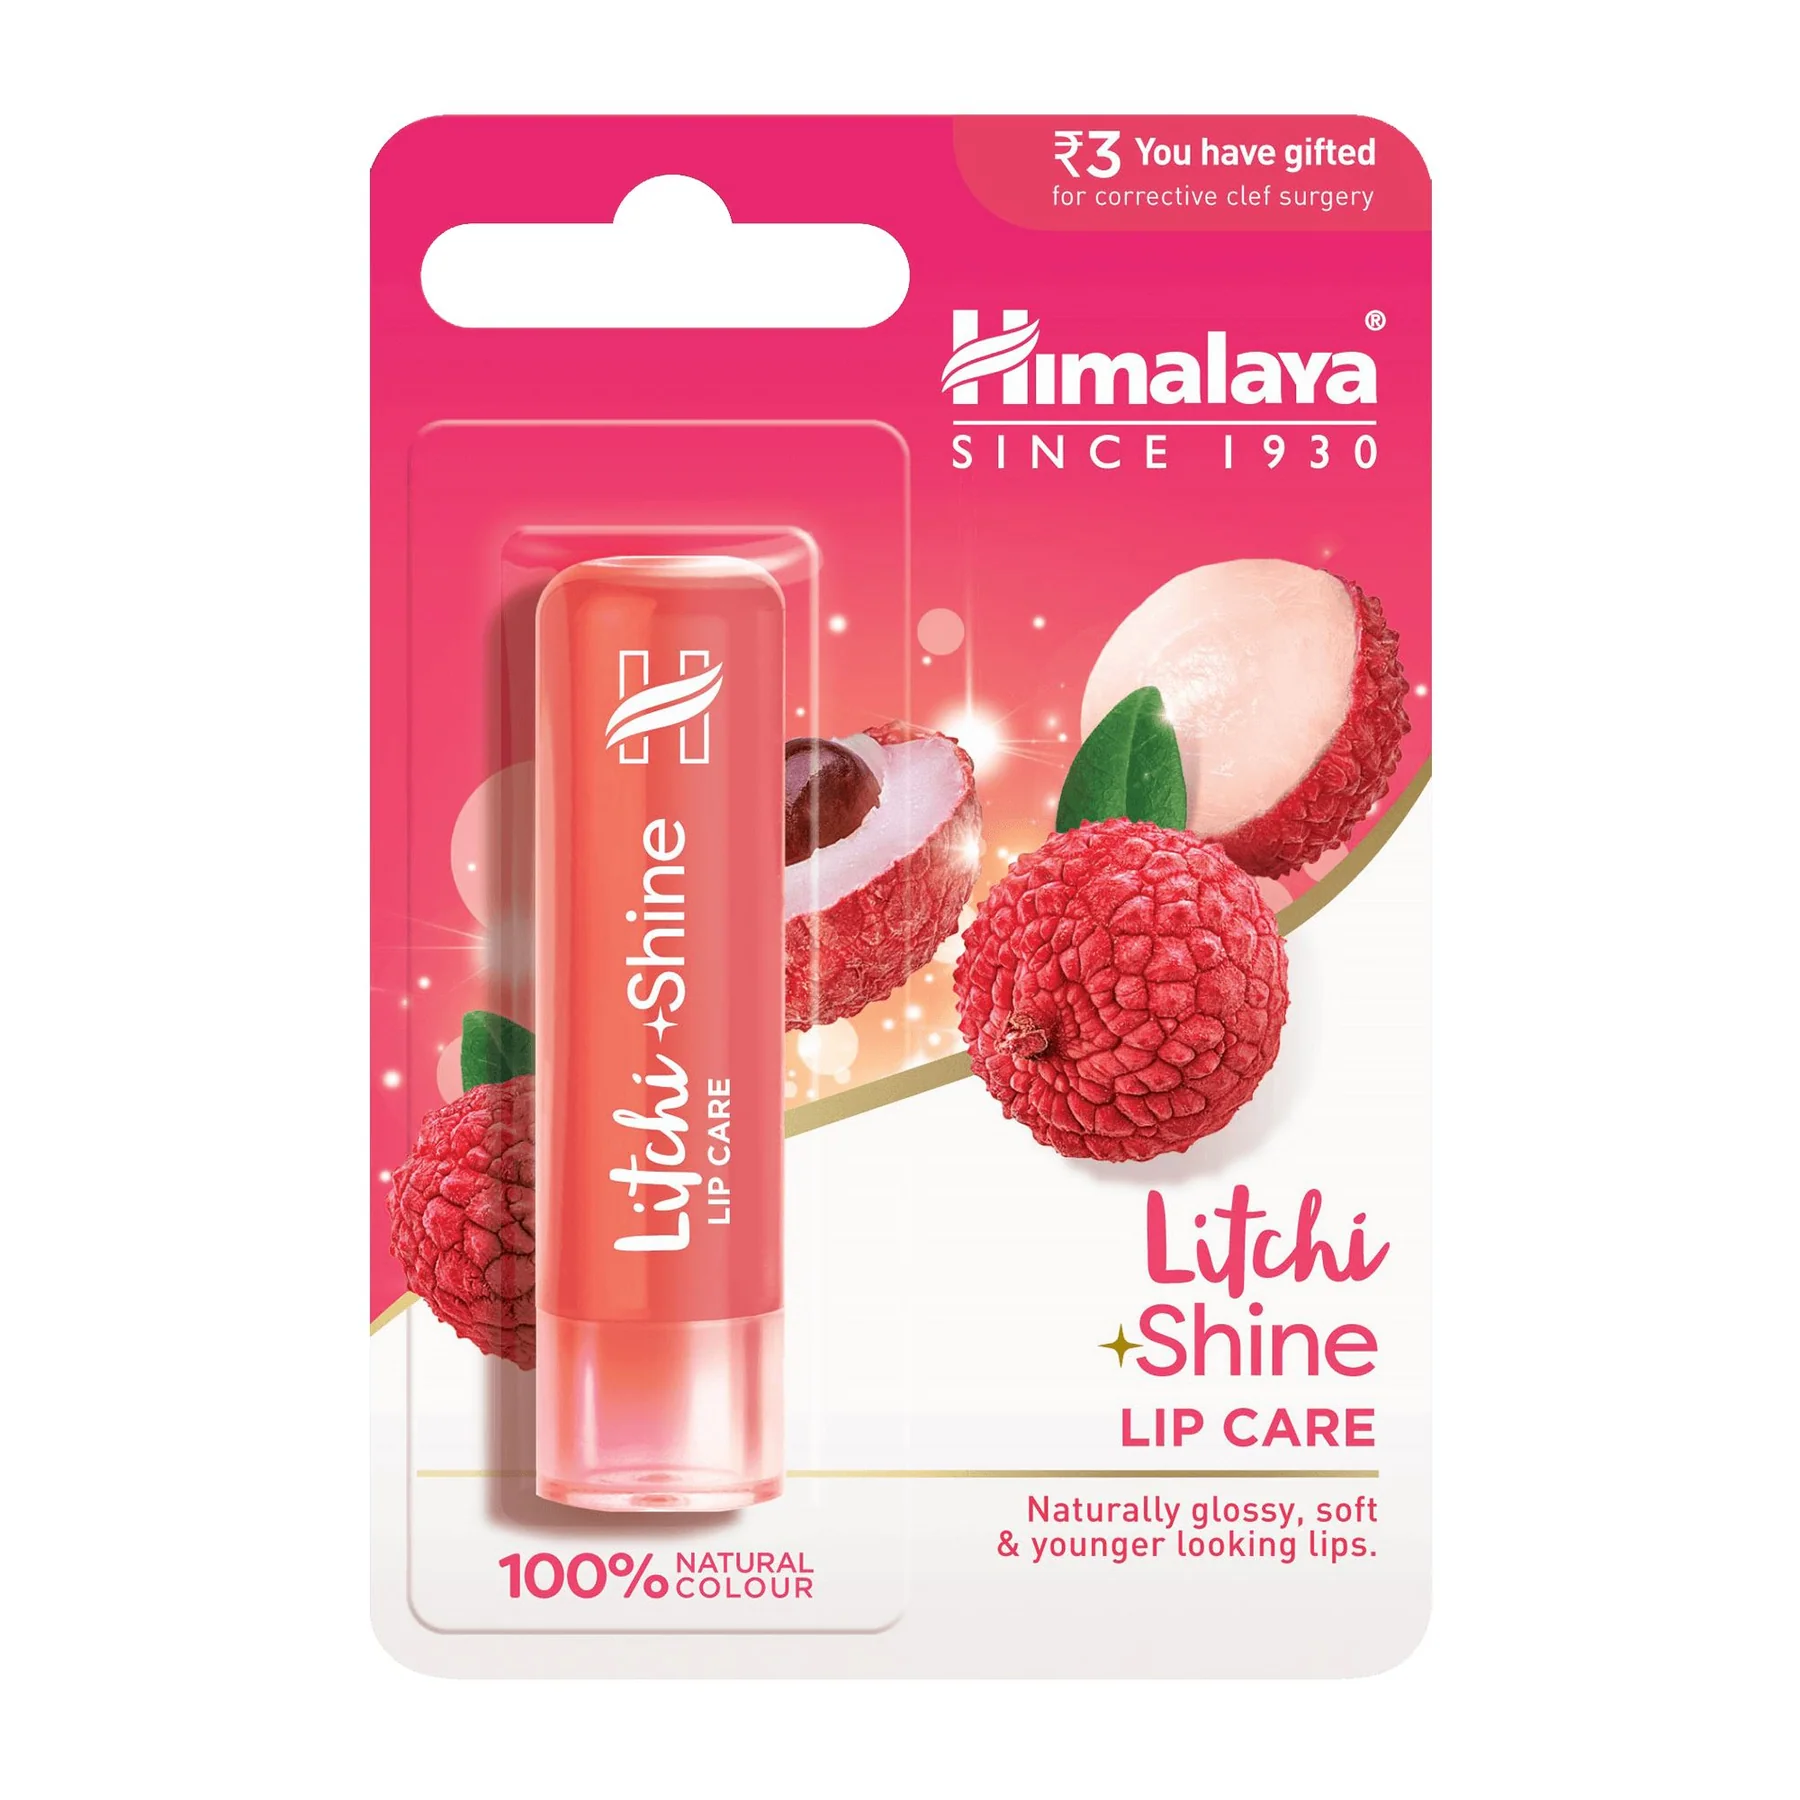 ₹3 You have gifted
for corrective clef surgery
Himalaya®
SINCE 1930
Litchi Shine
LIP CARE
Litchi
Shine
LIP CARE
Naturally glossy, soft
& younger looking lips.
100% NATURAL
COLOUR